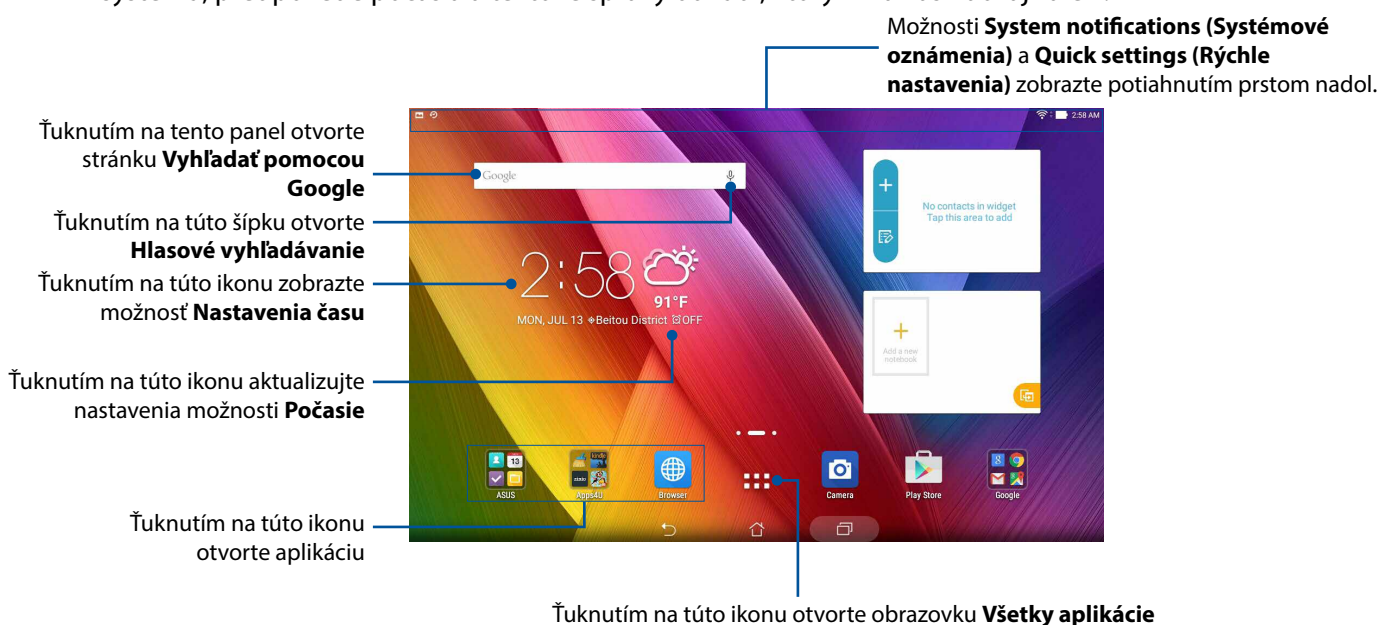 Možnosti System notifications (Systémové
oznámenia) a Quick settings (Rýchle
nastavenia) zobrazte potiahnutím prstom nadol.
Ťuknutím na tento panel otvorte
stránku Vyhľadať pomocou
Google
Ťuknutím na túto šípku otvorte
Hlasové vyhľadávanie
Ťuknutím na túto ikonu zobrazte
možnosť Nastavenia času
Ťuknutím na túto ikonu aktualizujte
nastavenia možnosti Počasie
Ťuknutím na túto ikonu
otvorte aplikáciu
2:58 AM
Google
No contacts in widget
Tap this area to add
2:58
91°F
MON, JUL 13 Beitou District OFF
Add a new
notebook
13
kindle
zinio
8
ASUS Apps4U Browser Camera Play Store Google
Ťuknutím na túto ikonu otvorte obrazovku Všetky aplikácie